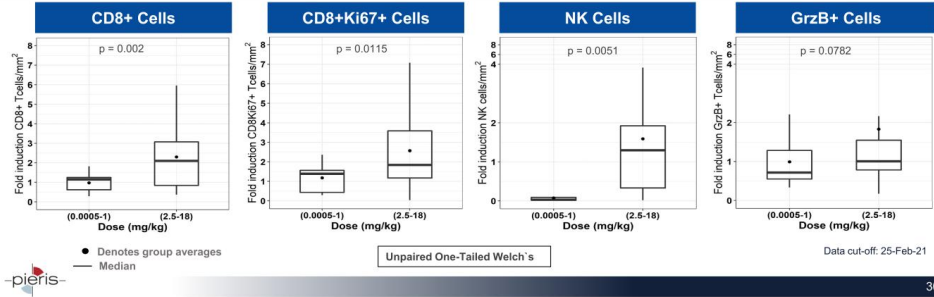 CD8+ Cells
CD8+Ki67+ Cells
NK Cells
GrzB+ Cells
Fold induction CD8+ Tcells/mm²
8
7
6
5
4
3
2
1
0
p = 0.002
(0.0005-1)
(2.5-18)
Dose (mg/kg)
Fold induction CD8Ki67+ Tcells/mm²
8
7
6
5
4
3
2
1
0
p = 0.0115
(0.0005-1)
(2.5-18)
Dose (mg/kg)
Fold induction NK cells/mm²
8
6
4
2
1
0
p = 0.0051
(0.0005-1)
(2.5-18)
Dose (mg/kg)
Fold induction GrzB+ Tcells/mm²
8
6
4
2
1
0
p = 0.0782
(0.0005-1)
(2.5-18)
Dose (mg/kg)
Denotes group averages
Median
Unpaired One-Tailed Welch`s
Data cut-off: 25-Feb-21
pieris